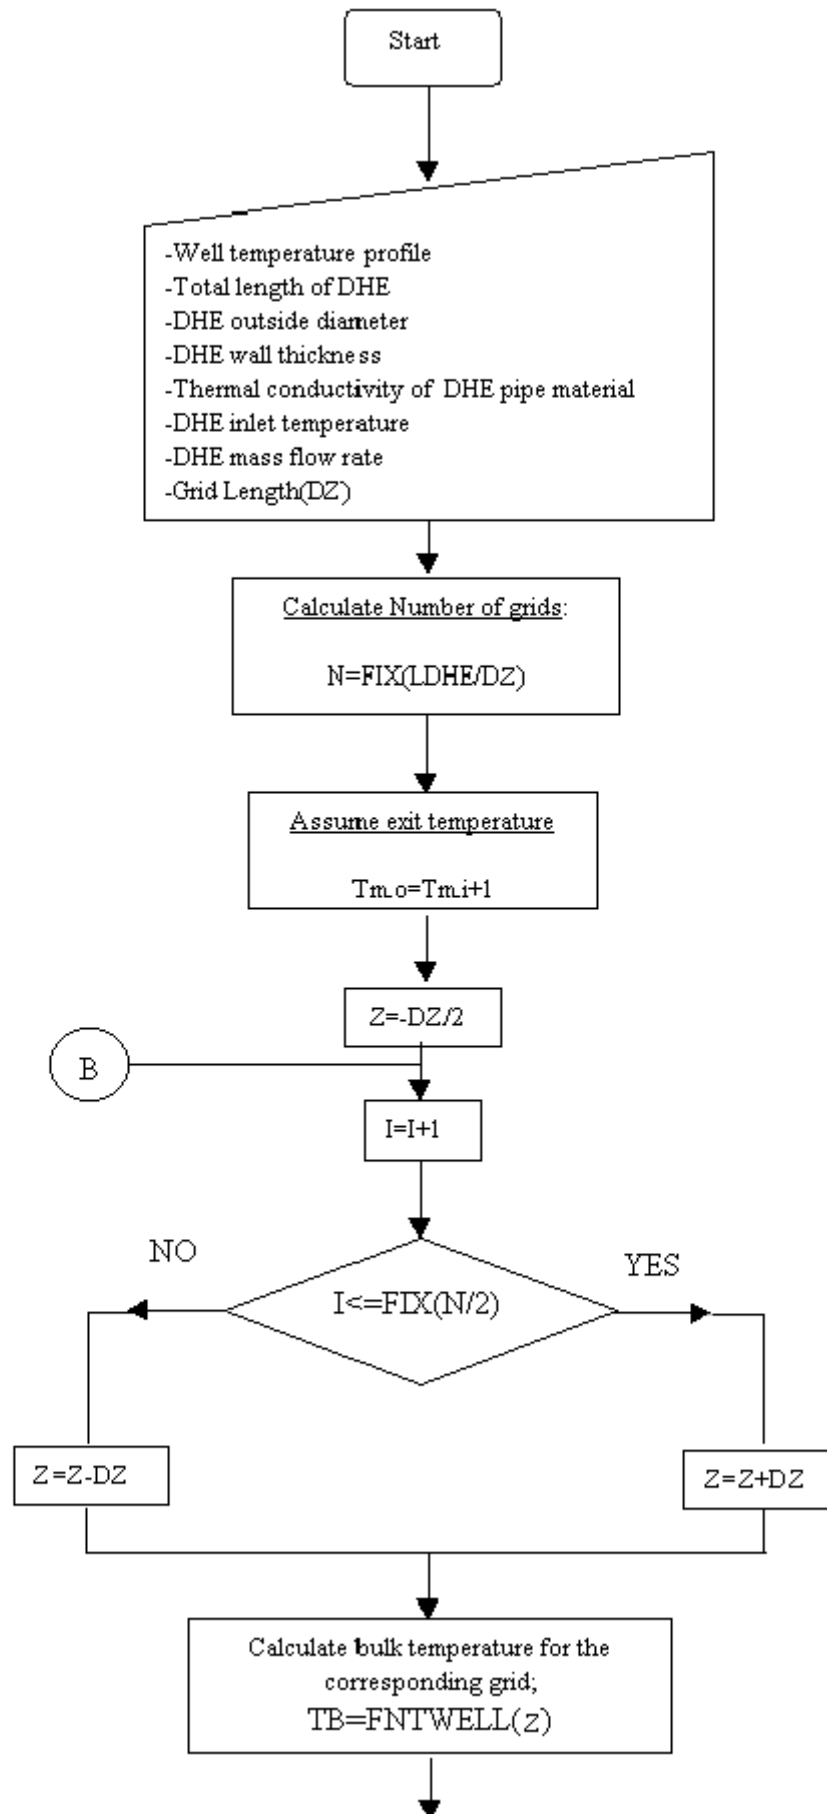 Start
-Well temperature profile
-Total length of DHE
-DHE outside diameter
-DHE wall thickness
-Thermal conductivity of DHE pipe material
-DHE inlet temperature
-DHE mass flow rate
-Grid Length(DZ)
Calculate Number of grids:
N=FIX(LDHE/DZ)
Assume exit temperature
Tm.o=Tm.i+1
Z=-DZ/2
B
I=I+1
NO
YES
I<=FIX(N/2)
Z=Z-DZ
Z=Z+DZ
Calculate bulk temperature for the
corresponding grid;
TB=FNTWELL(z)